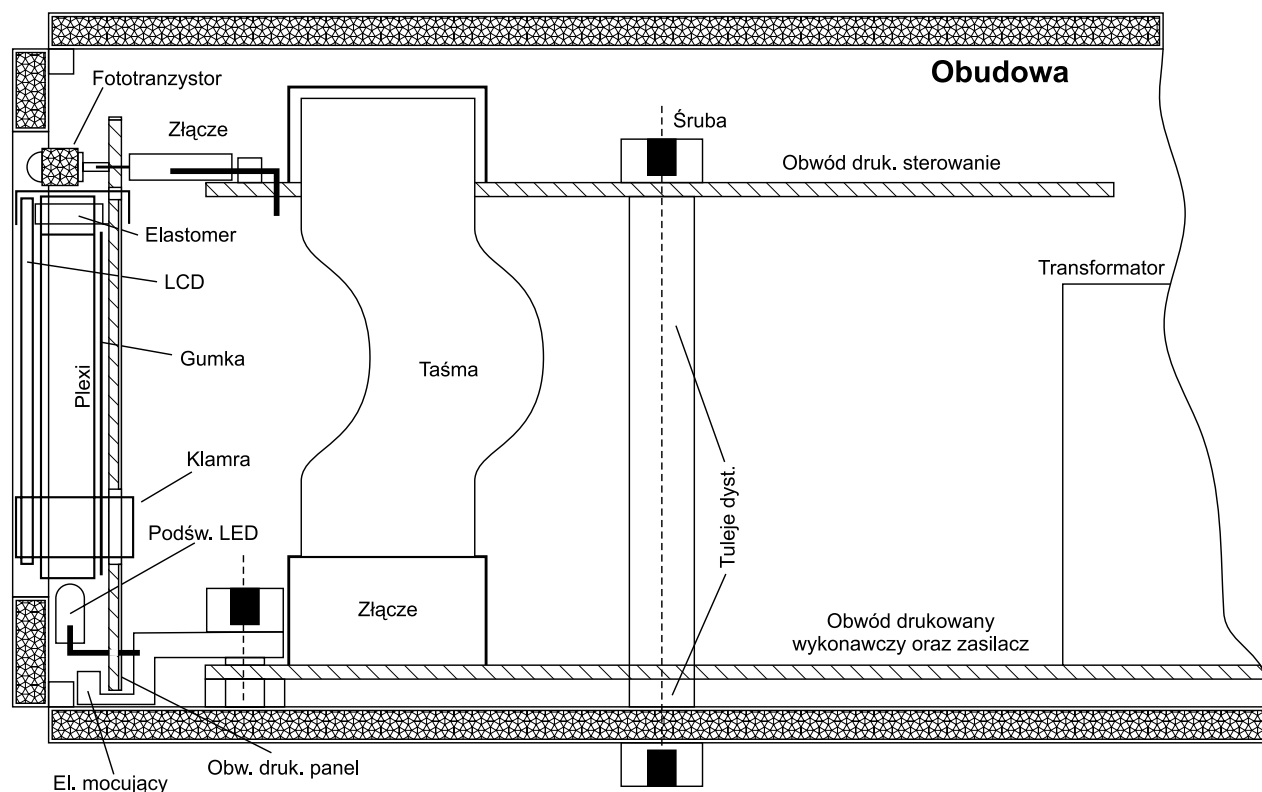 Obudowa
Fototranzystor
Złącze
Śruba
Obwód druk. sterowanie
Elastomer
LCD
Transformator
Gumka
Plexi
Taśma
Klamra
Tuleje dyst.
Podśw. LED
Złącze
Obwód drukowany
wykonawczy oraz zasilacz
Obw. druk. panel
El. mocujący